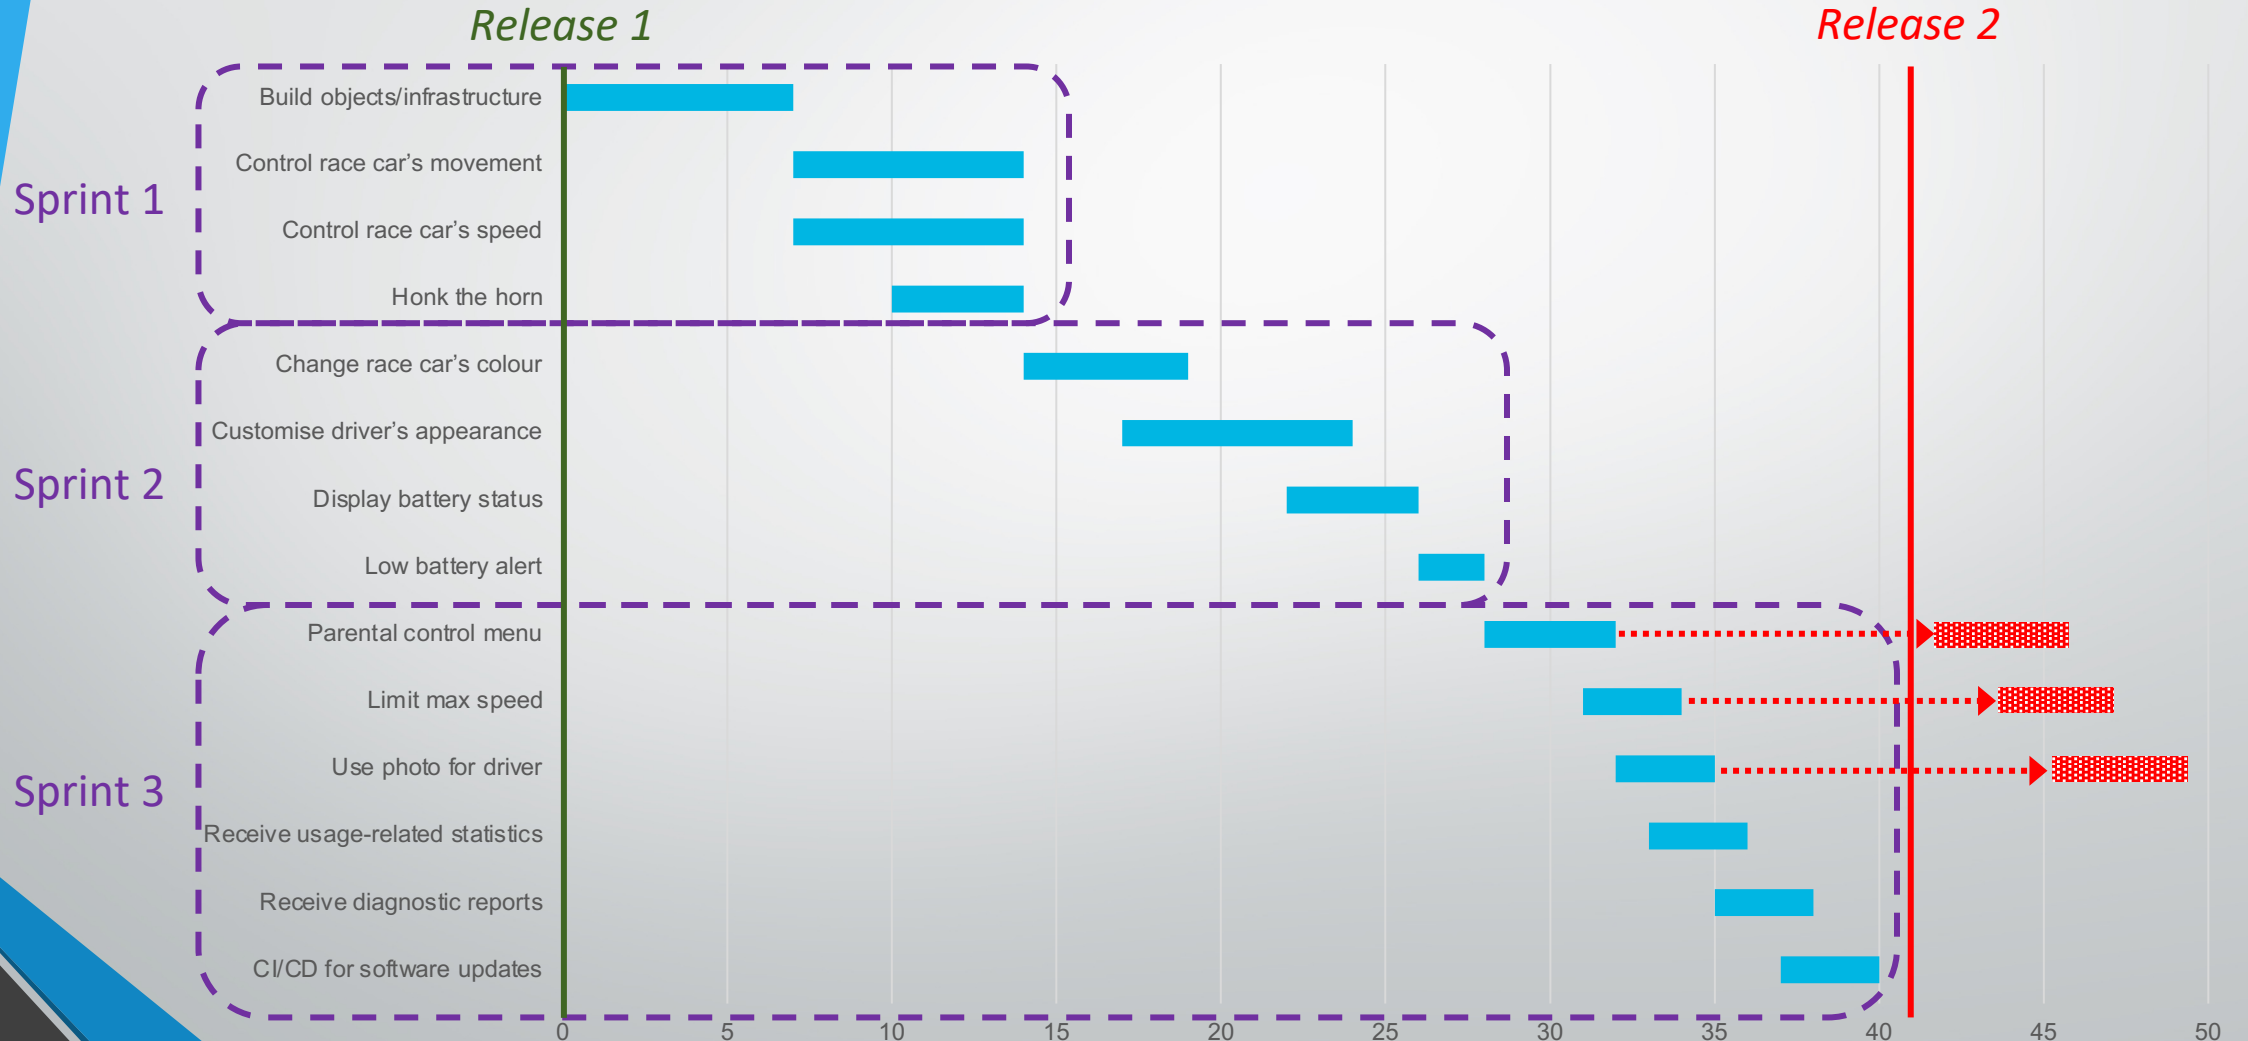 Release 1
Release 2
Sprint 1
Build objects/infrastructure
Control race car’s movement
Control race car’s speed
Honk the horn
Sprint 2
Change race car’s colour
Customise driver’s appearance
Display battery status
Low battery alert
Sprint 3
Parental control menu
Limit max speed
Use photo for driver
Receive usage-related statistics
Receive diagnostic reports
CI/CD for software updates
0 5 10 15 20 25 30 35 40 45 50